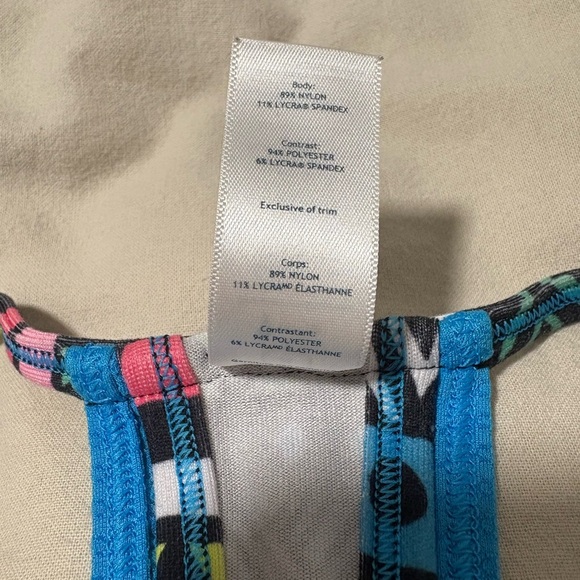 Body:
89% NYLON
11% LYCRA® SPANDEX
Contrast:
94% POLYESTER
6% LYCRA® SPANDEX
Exclusive of trim
Corps:
89% NYLON
11% LYCRAᴹᴰ ÉLASTHANNE
Contrastant:
94% POLYESTER
6% LYCRAᴹᴰ ÉLASTHANNE